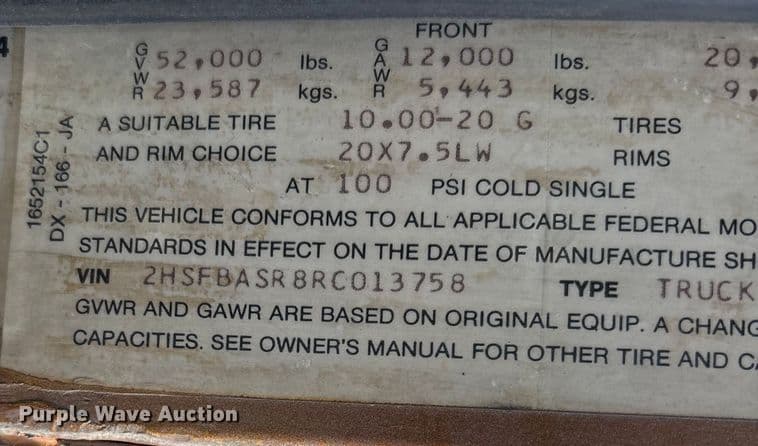 4
FRONT
GVWR 52,000 lbs. GAWR 12,000 lbs. 20,
23,587 kgs. 5,443 kgs. 9,
A SUITABLE TIRE 10.00-20 G TIRES
AND RIM CHOICE 20X7.5LW RIMS
AT 100 PSI COLD SINGLE
THIS VEHICLE CONFORMS TO ALL APPLICABLE FEDERAL MO
STANDARDS IN EFFECT ON THE DATE OF MANUFACTURE SH
VIN 2HSFBASR8RC013758 TYPE TRUCK
GVWR AND GAWR ARE BASED ON ORIGINAL EQUIP. A CHANG
CAPACITIES. SEE OWNER'S MANUAL FOR OTHER TIRE AND CA
1652154C1
DX - 166 - JA
Purple Wave Auction